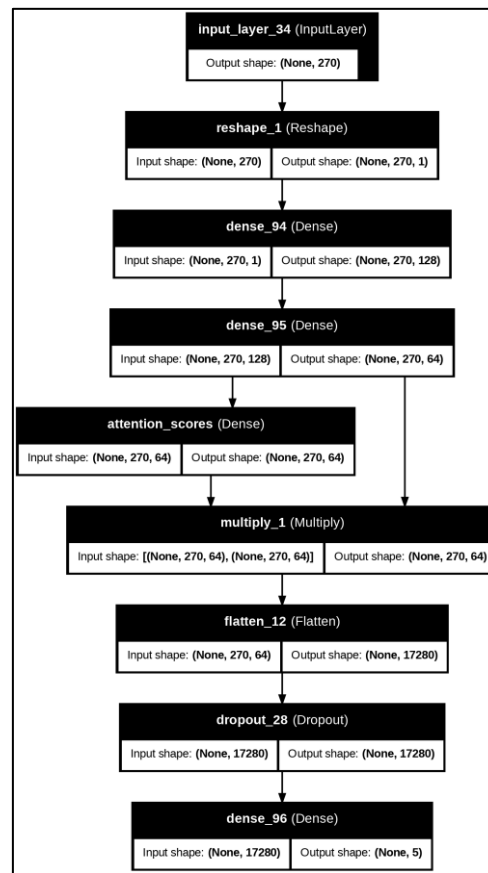 input_layer_34 (InputLayer)
Output shape: (None, 270)
reshape_1 (Reshape)
Input shape: (None, 270) Output shape: (None, 270, 1)
dense_94 (Dense)
Input shape: (None, 270, 1) Output shape: (None, 270, 128)
dense_95 (Dense)
Input shape: (None, 270, 128) Output shape: (None, 270, 64)
attention_scores (Dense)
Input shape: (None, 270, 64) Output shape: (None, 270, 64)
multiply_1 (Multiply)
Input shape: [(None, 270, 64), (None, 270, 64)] Output shape: (None, 270, 64)
flatten_12 (Flatten)
Input shape: (None, 270, 64) Output shape: (None, 17280)
dropout_28 (Dropout)
Input shape: (None, 17280) Output shape: (None, 17280)
dense_96 (Dense)
Input shape: (None, 17280) Output shape: (None, 5)